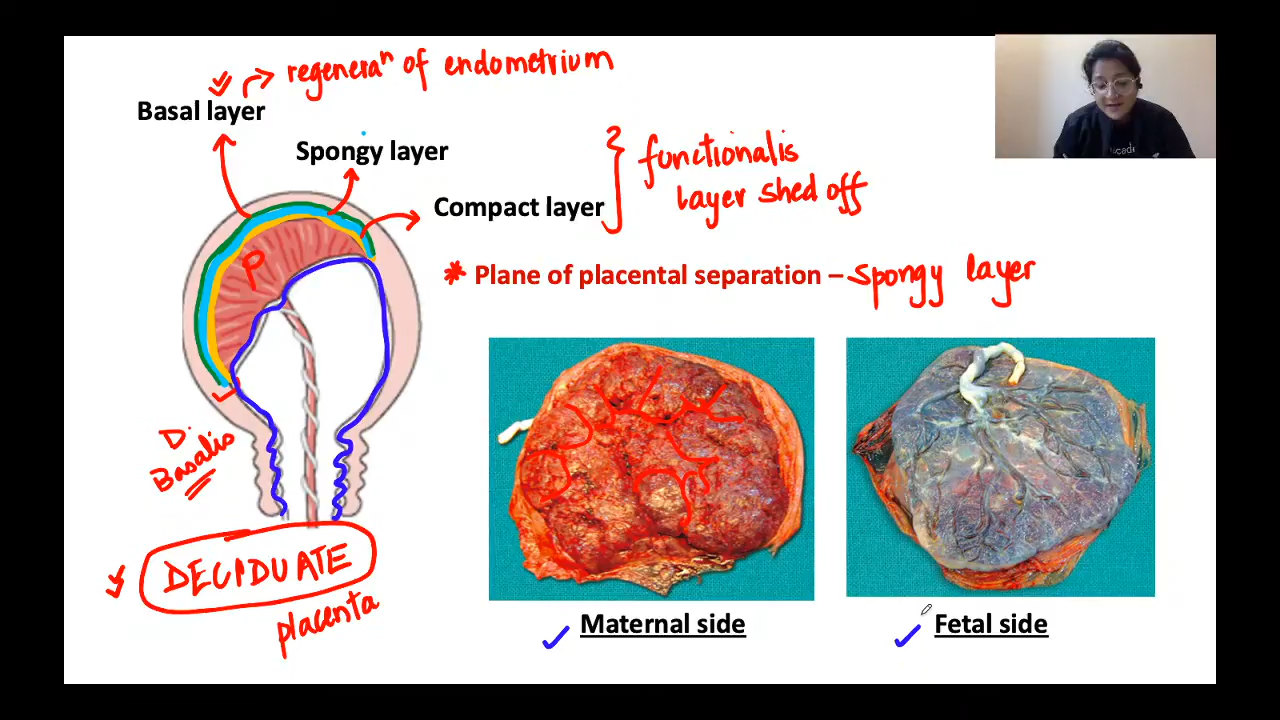 regeneraⁿ of endometrium
Basal layer
Spongy layer
Compact layer
functionalis
layer shed off
P
* Plane of placental separation – spongy layer
D.
Basalis
DECIDUATE
placenta
Maternal side
Fetal side